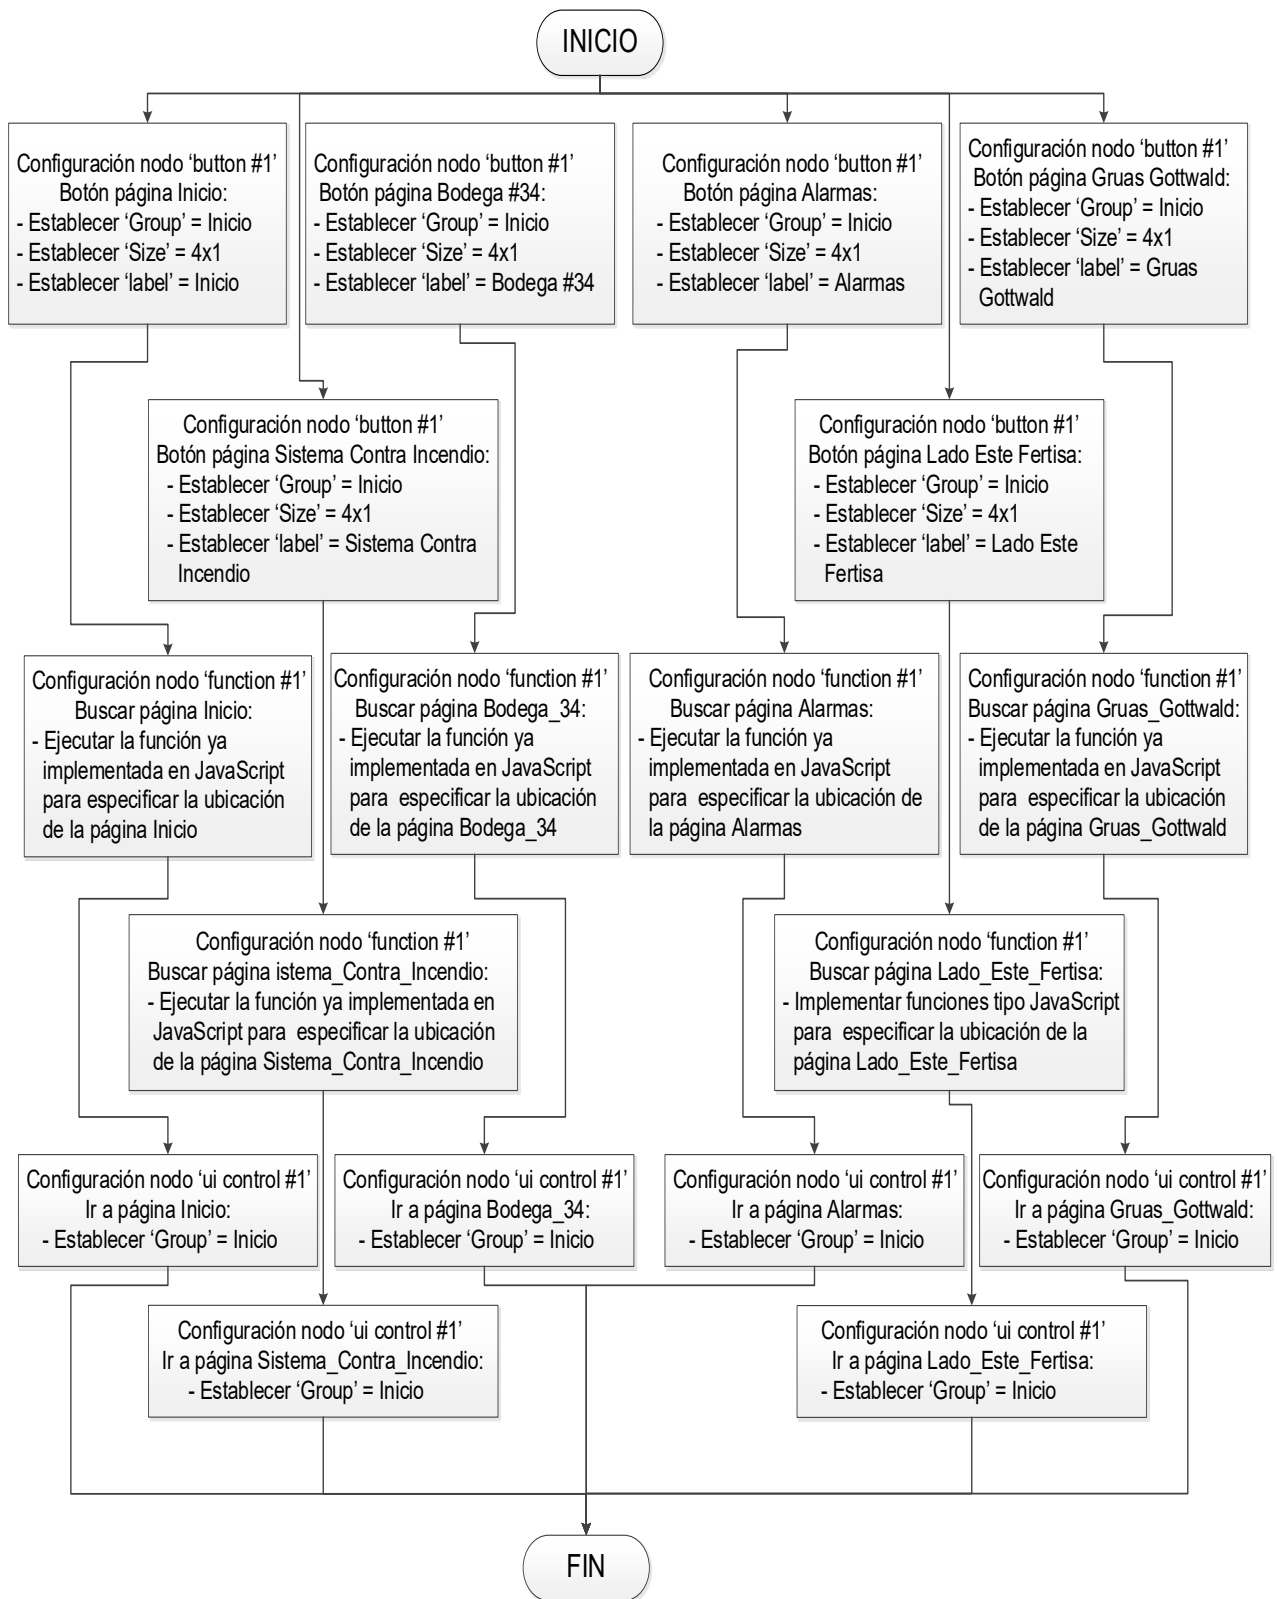 INICIO
Configuración nodo ‘button #1’
Botón página Inicio:
- Establecer ‘Group’ = Inicio
- Establecer ‘Size’ = 4x1
- Establecer ‘label’ = Inicio
Configuración nodo ‘button #1’
Botón página Bodega #34:
- Establecer ‘Group’ = Inicio
- Establecer ‘Size’ = 4x1
- Establecer ‘label’ = Bodega #34
Configuración nodo ‘button #1’
Botón página Alarmas:
- Establecer ‘Group’ = Inicio
- Establecer ‘Size’ = 4x1
- Establecer ‘label’ = Alarmas
Configuración nodo ‘button #1’
Botón página Gruas Gottwald:
- Establecer ‘Group’ = Inicio
- Establecer ‘Size’ = 4x1
- Establecer ‘label’ = Gruas
Gottwald
Configuración nodo ‘button #1’
Botón página Sistema Contra Incendio:
- Establecer ‘Group’ = Inicio
- Establecer ‘Size’ = 4x1
- Establecer ‘label’ = Sistema Contra
Incendio
Configuración nodo ‘button #1’
Botón página Lado Este Fertisa:
- Establecer ‘Group’ = Inicio
- Establecer ‘Size’ = 4x1
- Establecer ‘label’ = Lado Este
Fertisa
Configuración nodo ‘function #1’
Buscar página Inicio:
- Ejecutar la función ya
implementada en JavaScript
para especificar la ubicación
de la página Inicio
Configuración nodo ‘function #1’
Buscar página Bodega_34:
- Ejecutar la función ya
implementada en JavaScript
para especificar la ubicación
de la página Bodega_34
Configuración nodo ‘function #1’
Buscar página Alarmas:
- Ejecutar la función ya
implementada en JavaScript
para especificar la ubicación de
la página Alarmas
Configuración nodo ‘function #1’
Buscar página Gruas_Gottwald:
- Ejecutar la función ya
implementada en JavaScript
para especificar la ubicación
de la página Gruas_Gottwald
Configuración nodo ‘function #1’
Buscar página istema_Contra_Incendio:
- Ejecutar la función ya implementada en
JavaScript para especificar la ubicación
de la página Sistema_Contra_Incendio
Configuración nodo ‘function #1’
Buscar página Lado_Este_Fertisa:
- Implementar funciones tipo JavaScript
para especificar la ubicación de la
página Lado_Este_Fertisa
Configuración nodo ‘ui control #1’
Ir a página Inicio:
- Establecer ‘Group’ = Inicio
Configuración nodo ‘ui control #1’
Ir a página Bodega_34:
- Establecer ‘Group’ = Inicio
Configuración nodo ‘ui control #1’
Ir a página Alarmas:
- Establecer ‘Group’ = Inicio
Configuración nodo ‘ui control #1’
Ir a página Gruas_Gottwald:
- Establecer ‘Group’ = Inicio
Configuración nodo ‘ui control #1’
Ir a página Sistema_Contra_Incendio:
- Establecer ‘Group’ = Inicio
Configuración nodo ‘ui control #1’
Ir a página Lado_Este_Fertisa:
- Establecer ‘Group’ = Inicio
FIN